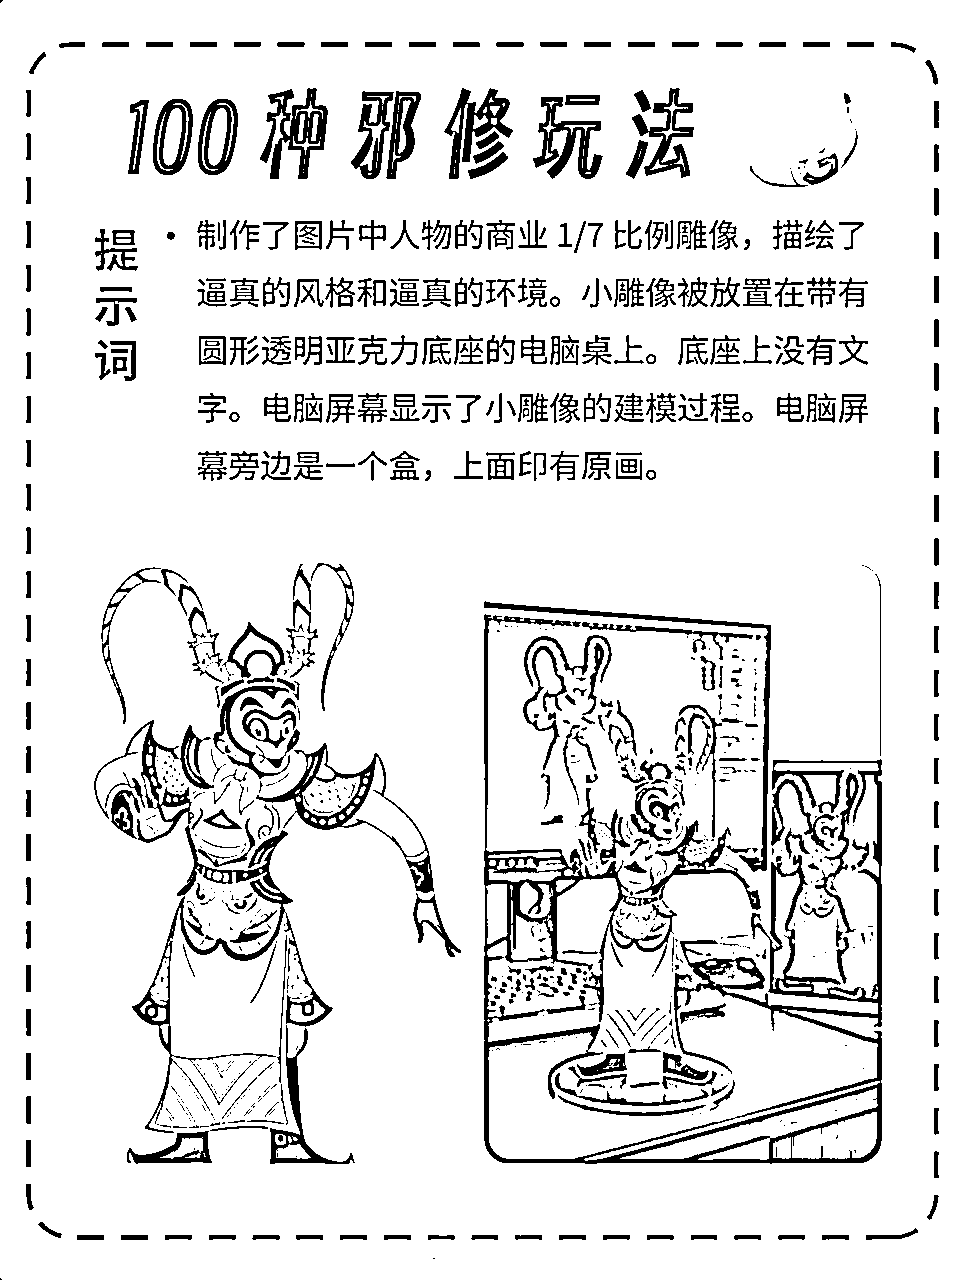 100种邪修玩法
提示词
• 制作了图片中人物的商业 1/7 比例雕像，描绘了
逼真的风格和逼真的环境。小雕像被放置在带有
圆形透明亚克力底座的电脑桌上。底座上没有文
字。电脑屏幕显示了小雕像的建模过程。电脑屏
幕旁边是一个盒，上面印有原画。